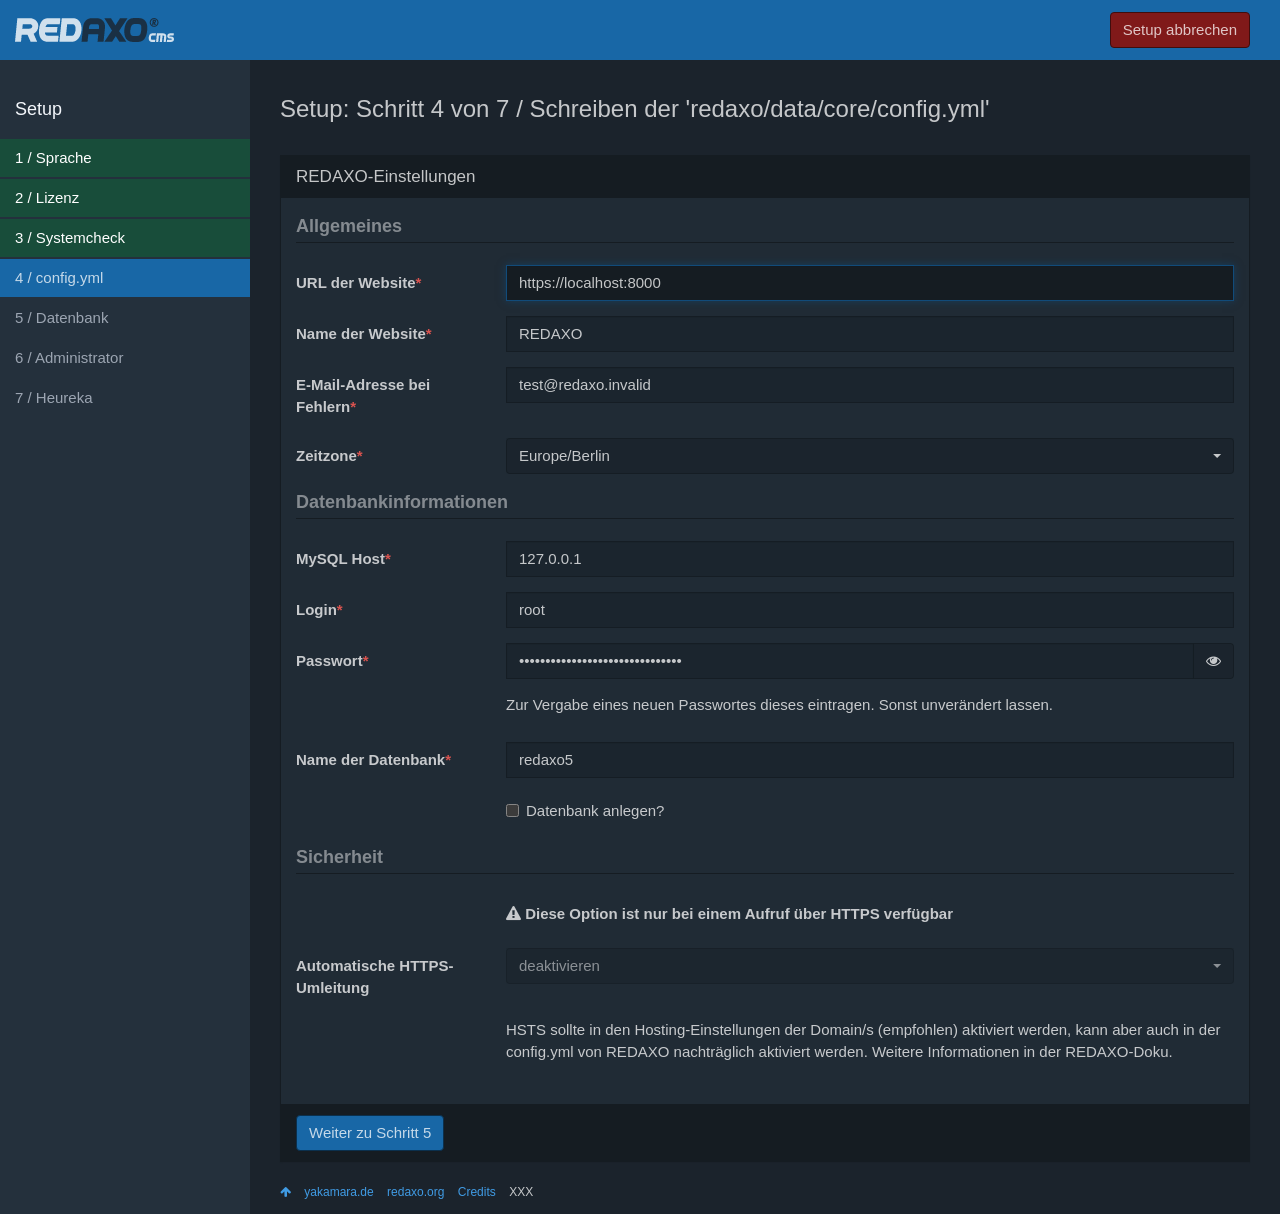 REDAXO® cms
Setup abbrechen
Setup
1 / Sprache
2 / Lizenz
3 / Systemcheck
4 / config.yml
5 / Datenbank
6 / Administrator
7 / Heureka
Setup: Schritt 4 von 7 / Schreiben der 'redaxo/data/core/config.yml'
REDAXO-Einstellungen
Allgemeines
URL der Website*
https://localhost:8000
Name der Website*
REDAXO
E-Mail-Adresse bei
Fehlern*
test@redaxo.invalid
Zeitzone*
Europe/Berlin
Datenbankinformationen
MySQL Host*
127.0.0.1
Login*
root
Passwort*
•••••••••••••••••••••••••••••••
Zur Vergabe eines neuen Passwortes dieses eintragen. Sonst unverändert lassen.
Name der Datenbank*
redaxo5
Datenbank anlegen?
Sicherheit
Diese Option ist nur bei einem Aufruf über HTTPS verfügbar
Automatische HTTPS-
Umleitung
deaktivieren
HSTS sollte in den Hosting-Einstellungen der Domain/s (empfohlen) aktiviert werden, kann aber auch in der
config.yml von REDAXO nachträglich aktiviert werden. Weitere Informationen in der REDAXO-Doku.
Weiter zu Schritt 5
yakamara.de redaxo.org Credits XXX